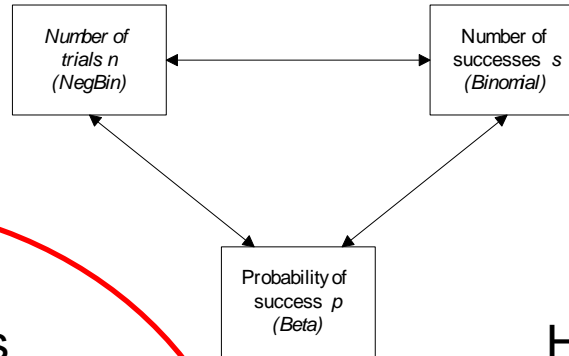 Number of
trials n
(NegBin)
Number of
successes s
(Binomial)
Probability of
success p
(Beta)
s
H